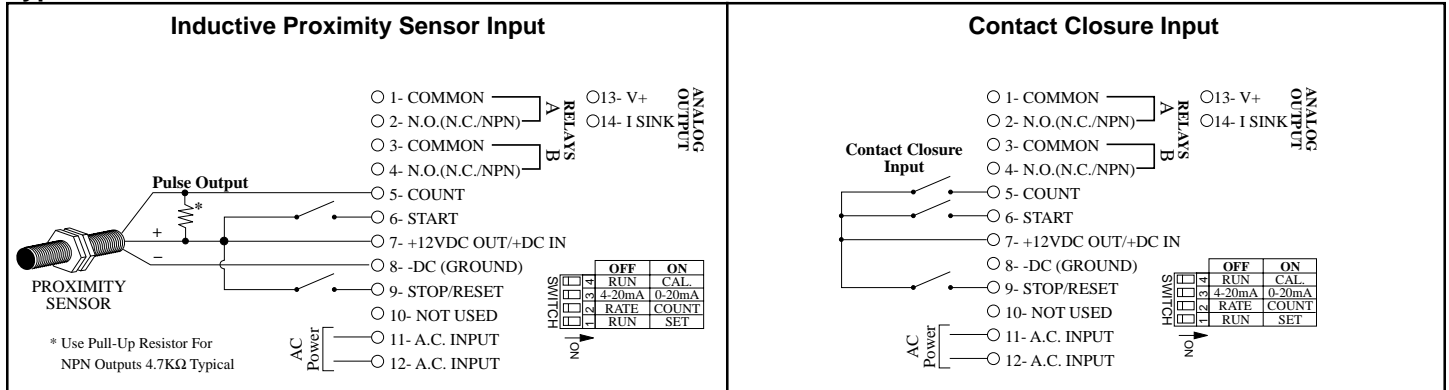 Inductive Proximity Sensor Input
1- COMMON
2- N.O.(N.C./NPN)
3- COMMON
4- N.O.(N.C./NPN)
5- COUNT
6- START
7- +12VDC OUT/+DC IN
8- -DC (GROUND)
9- STOP/RESET
10- NOT USED
11- A.C. INPUT
12- A.C. INPUT
A
B
RELAYS
13- V+
14- I SINK
ANALOG
OUTPUT
Pulse Output
*
+
−
PROXIMITY
SENSOR
* Use Pull-Up Resistor For
NPN Outputs 4.7KΩ Typical
AC
Power
SWITCH
OFF ON
4 RUN CAL.
3 4-20mA 0-20mA
2 RATE COUNT
1 RUN SET
ON
Contact Closure Input
1- COMMON
2- N.O.(N.C./NPN)
3- COMMON
4- N.O.(N.C./NPN)
5- COUNT
6- START
7- +12VDC OUT/+DC IN
8- -DC (GROUND)
9- STOP/RESET
10- NOT USED
11- A.C. INPUT
12- A.C. INPUT
A
B
RELAYS
13- V+
14- I SINK
ANALOG
OUTPUT
Contact Closure
Input
AC
Power
SWITCH
OFF ON
4 RUN CAL.
3 4-20mA 0-20mA
2 RATE COUNT
1 RUN SET
ON